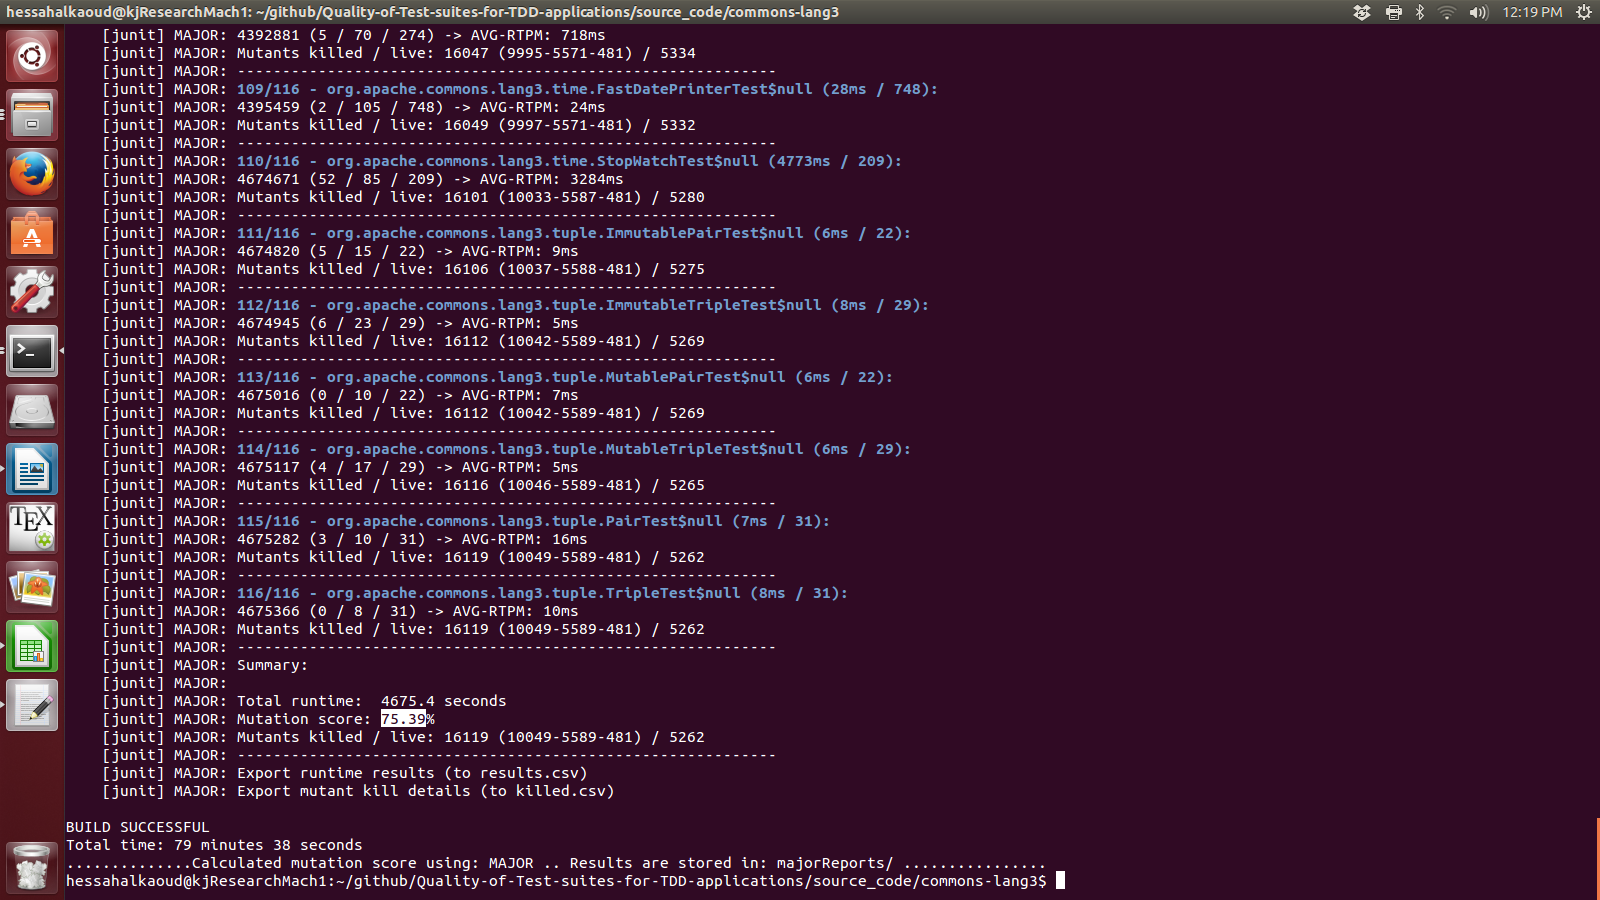 hessahalkaoud@kjResearchMach1: ~/github/Quality-of-Test-suites-for-TDD-applications/source_code/commons-lang3 12:19 PM
[junit] MAJOR: 4392881 (5 / 70 / 274) -> AVG-RTPM: 718ms
[junit] MAJOR: Mutants killed / live: 16047 (9995-5571-481) / 5334
[junit] MAJOR: ------------------------------------------------------------
[junit] MAJOR: 109/116 - org.apache.commons.lang3.time.FastDatePrinterTest$null (28ms / 748):
[junit] MAJOR: 4395459 (2 / 105 / 748) -> AVG-RTPM: 24ms
[junit] MAJOR: Mutants killed / live: 16049 (9997-5571-481) / 5332
[junit] MAJOR: ------------------------------------------------------------
[junit] MAJOR: 110/116 - org.apache.commons.lang3.time.StopWatchTest$null (4773ms / 209):
[junit] MAJOR: 4674671 (52 / 85 / 209) -> AVG-RTPM: 3284ms
[junit] MAJOR: Mutants killed / live: 16101 (10033-5587-481) / 5280
[junit] MAJOR: ------------------------------------------------------------
[junit] MAJOR: 111/116 - org.apache.commons.lang3.tuple.ImmutablePairTest$null (6ms / 22):
[junit] MAJOR: 4674820 (5 / 15 / 22) -> AVG-RTPM: 9ms
[junit] MAJOR: Mutants killed / live: 16106 (10037-5588-481) / 5275
[junit] MAJOR: ------------------------------------------------------------
[junit] MAJOR: 112/116 - org.apache.commons.lang3.tuple.ImmutableTripleTest$null (8ms / 29):
[junit] MAJOR: 4674945 (6 / 23 / 29) -> AVG-RTPM: 5ms
[junit] MAJOR: Mutants killed / live: 16112 (10042-5589-481) / 5269
[junit] MAJOR: ------------------------------------------------------------
[junit] MAJOR: 113/116 - org.apache.commons.lang3.tuple.MutablePairTest$null (6ms / 22):
[junit] MAJOR: 4675016 (0 / 10 / 22) -> AVG-RTPM: 7ms
[junit] MAJOR: Mutants killed / live: 16112 (10042-5589-481) / 5269
[junit] MAJOR: ------------------------------------------------------------
[junit] MAJOR: 114/116 - org.apache.commons.lang3.tuple.MutableTripleTest$null (6ms / 29):
[junit] MAJOR: 4675117 (4 / 17 / 29) -> AVG-RTPM: 5ms
[junit] MAJOR: Mutants killed / live: 16116 (10046-5589-481) / 5265
[junit] MAJOR: ------------------------------------------------------------
[junit] MAJOR: 115/116 - org.apache.commons.lang3.tuple.PairTest$null (7ms / 31):
[junit] MAJOR: 4675282 (3 / 10 / 31) -> AVG-RTPM: 16ms
[junit] MAJOR: Mutants killed / live: 16119 (10049-5589-481) / 5262
[junit] MAJOR: ------------------------------------------------------------
[junit] MAJOR: 116/116 - org.apache.commons.lang3.tuple.TripleTest$null (8ms / 31):
[junit] MAJOR: 4675366 (0 / 8 / 31) -> AVG-RTPM: 10ms
[junit] MAJOR: Mutants killed / live: 16119 (10049-5589-481) / 5262
[junit] MAJOR: ------------------------------------------------------------
[junit] MAJOR: Summary:
[junit] MAJOR:
[junit] MAJOR: Total runtime:  4675.4 seconds
[junit] MAJOR: Mutation score: 75.39%
[junit] MAJOR: Mutants killed / live: 16119 (10049-5589-481) / 5262
[junit] MAJOR: ------------------------------------------------------------
[junit] MAJOR: Export runtime results (to results.csv)
[junit] MAJOR: Export mutant kill details (to killed.csv)
BUILD SUCCESSFUL
Total time: 79 minutes 38 seconds
..............Calculated mutation score using: MAJOR .. Results are stored in: majorReports/ ................
hessahalkaoud@kjResearchMach1:~/github/Quality-of-Test-suites-for-TDD-applications/source_code/commons-lang3$
TEX